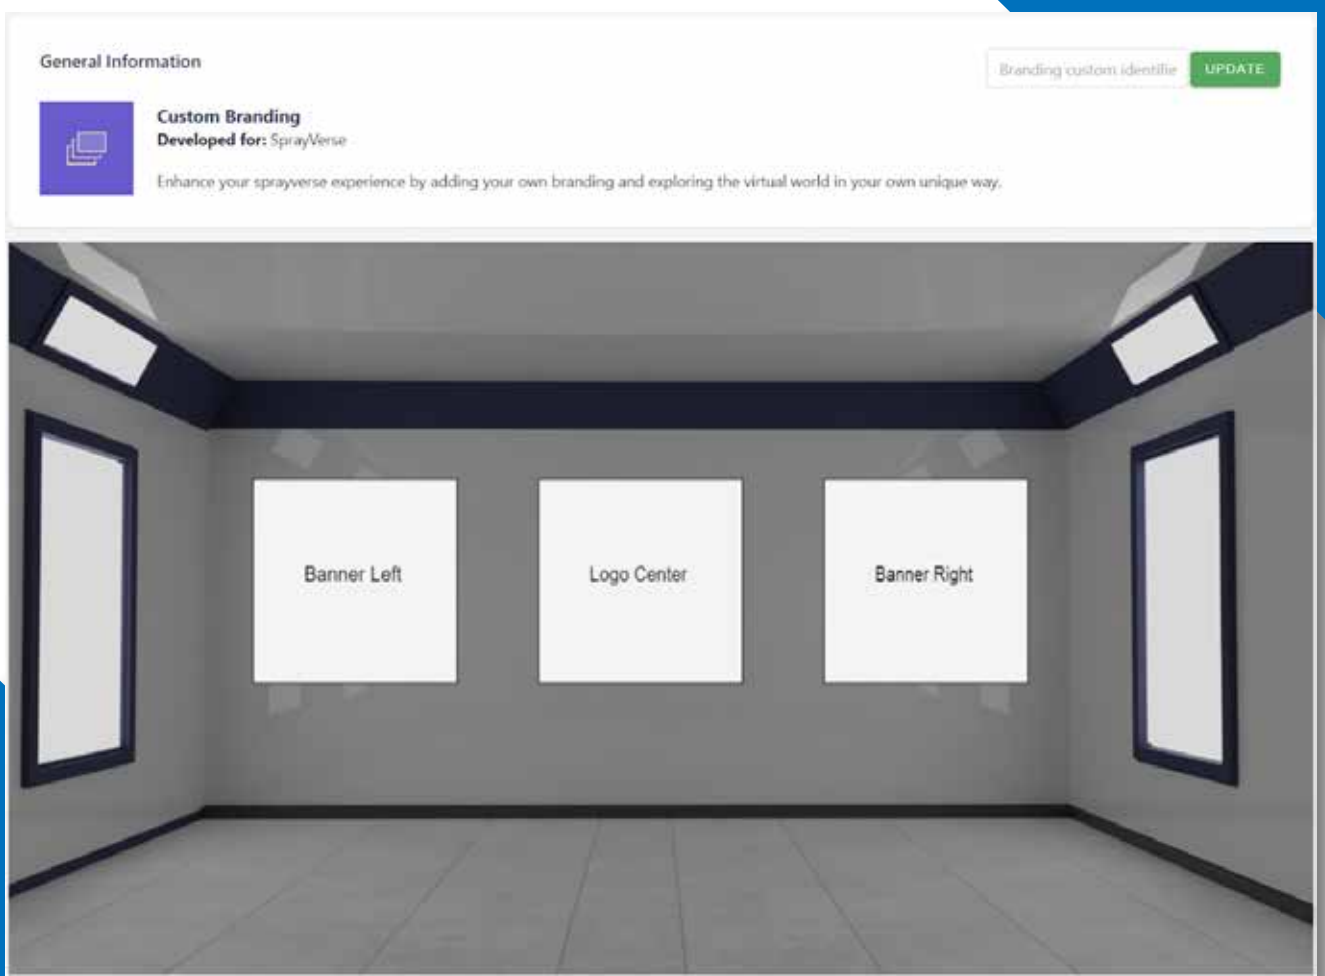 General Information
Branding custom identifie
UPDATE
Custom Branding
Developed for: SprayVerse
Enhance your sprayverse experience by adding your own branding and exploring the virtual world in your own unique way.
Banner Left
Logo Center
Banner Right